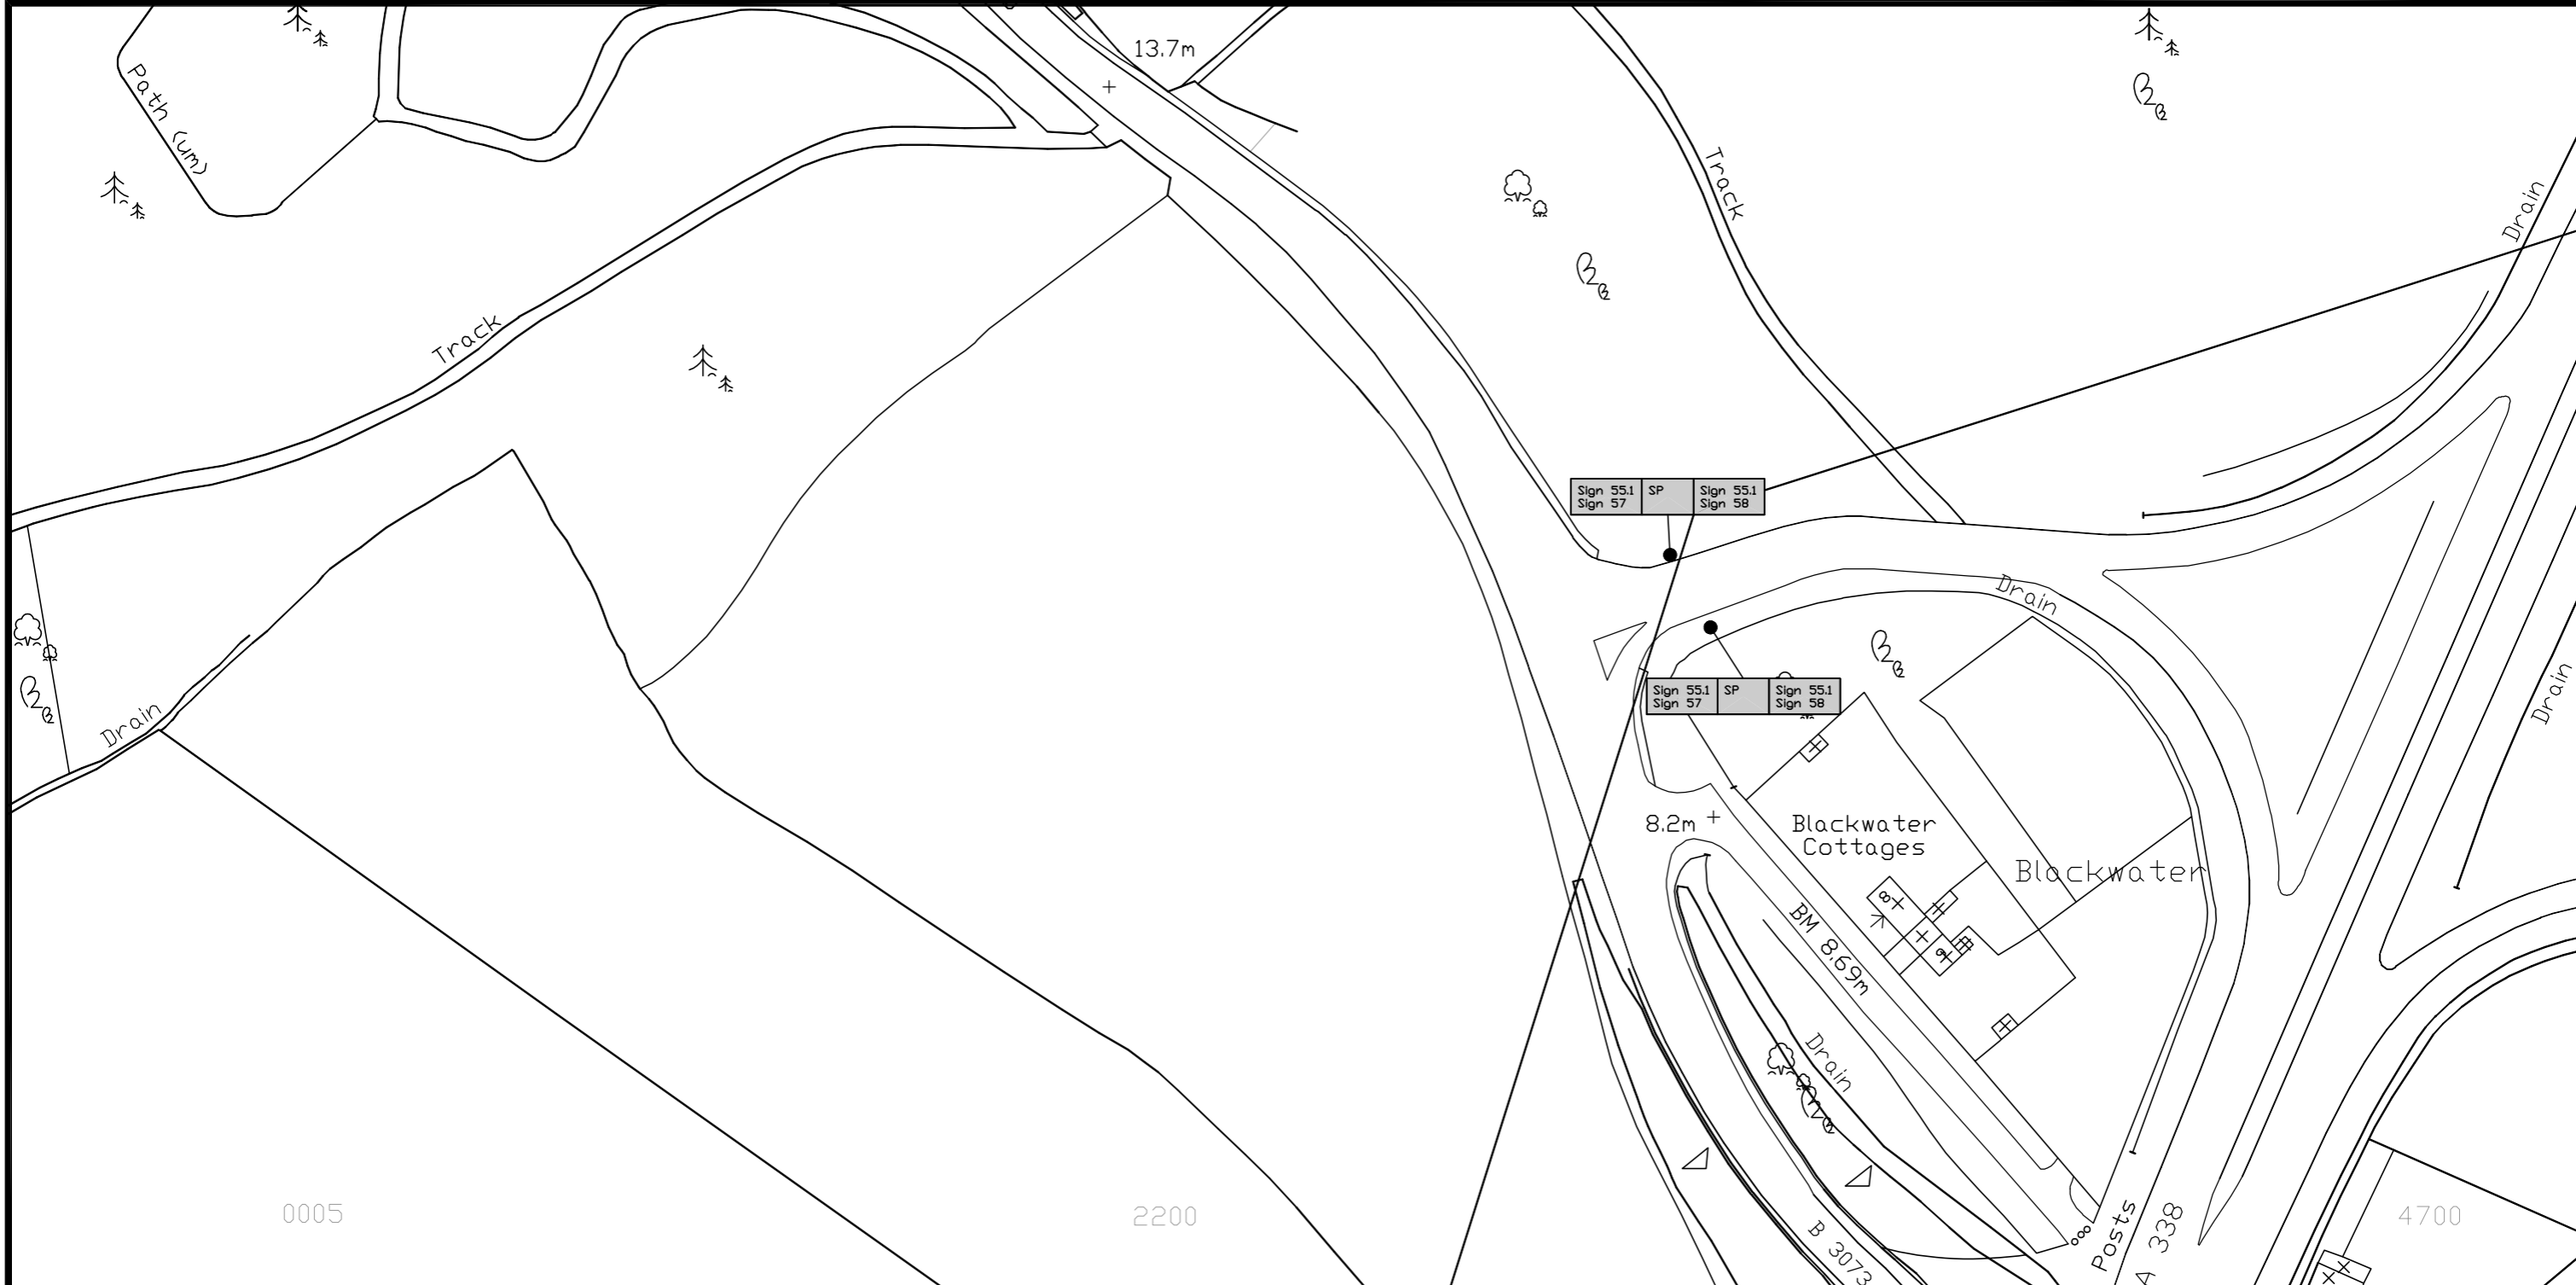 13.7m
Path (um)
Track
Drain
Track
Sign 55.1 SP Sign 55.1
Sign 57 Sign 58
Drain
Sign 55.1 SP Sign 55.1
Sign 57 Sign 58
Drain
Drain
8.2m
Blackwater
Cottages
Blackwater
8
9
BM 8.69m
Drain
0005
2200
B 3073
Posts
A 338
4700